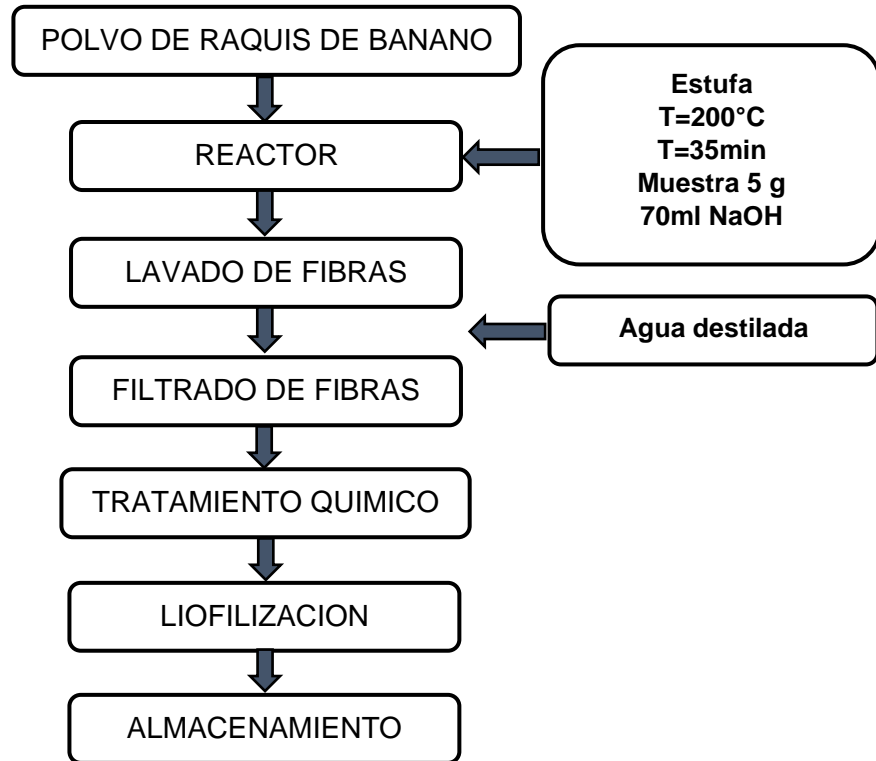 POLVO DE RAQUIS DE BANANO
REACTOR
Estufa
T=200°C
T=35min
Muestra 5 g
70ml NaOH
LAVADO DE FIBRAS
Agua destilada
FILTRADO DE FIBRAS
TRATAMIENTO QUIMICO
LIOFILIZACION
ALMACENAMIENTO